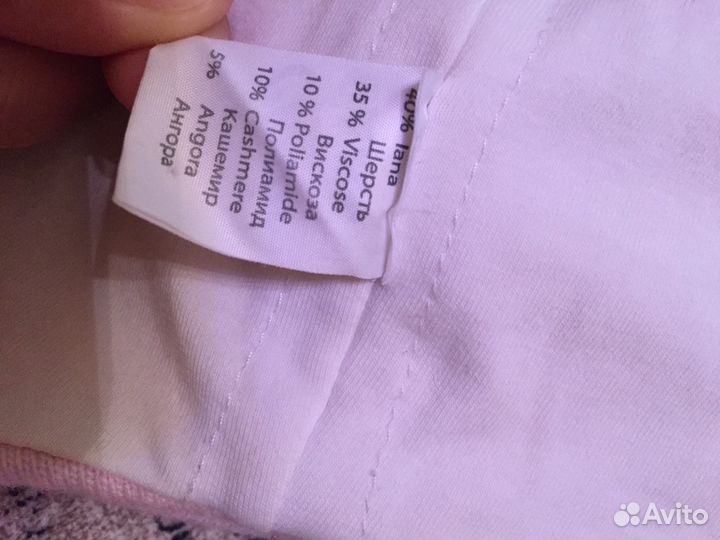 40% lana
Шерсть
35% Viscose
Вискоза
10% Poliamide
Полиамид
10% Cashmere
Кашемир
5% Angora
Ангора
Avito